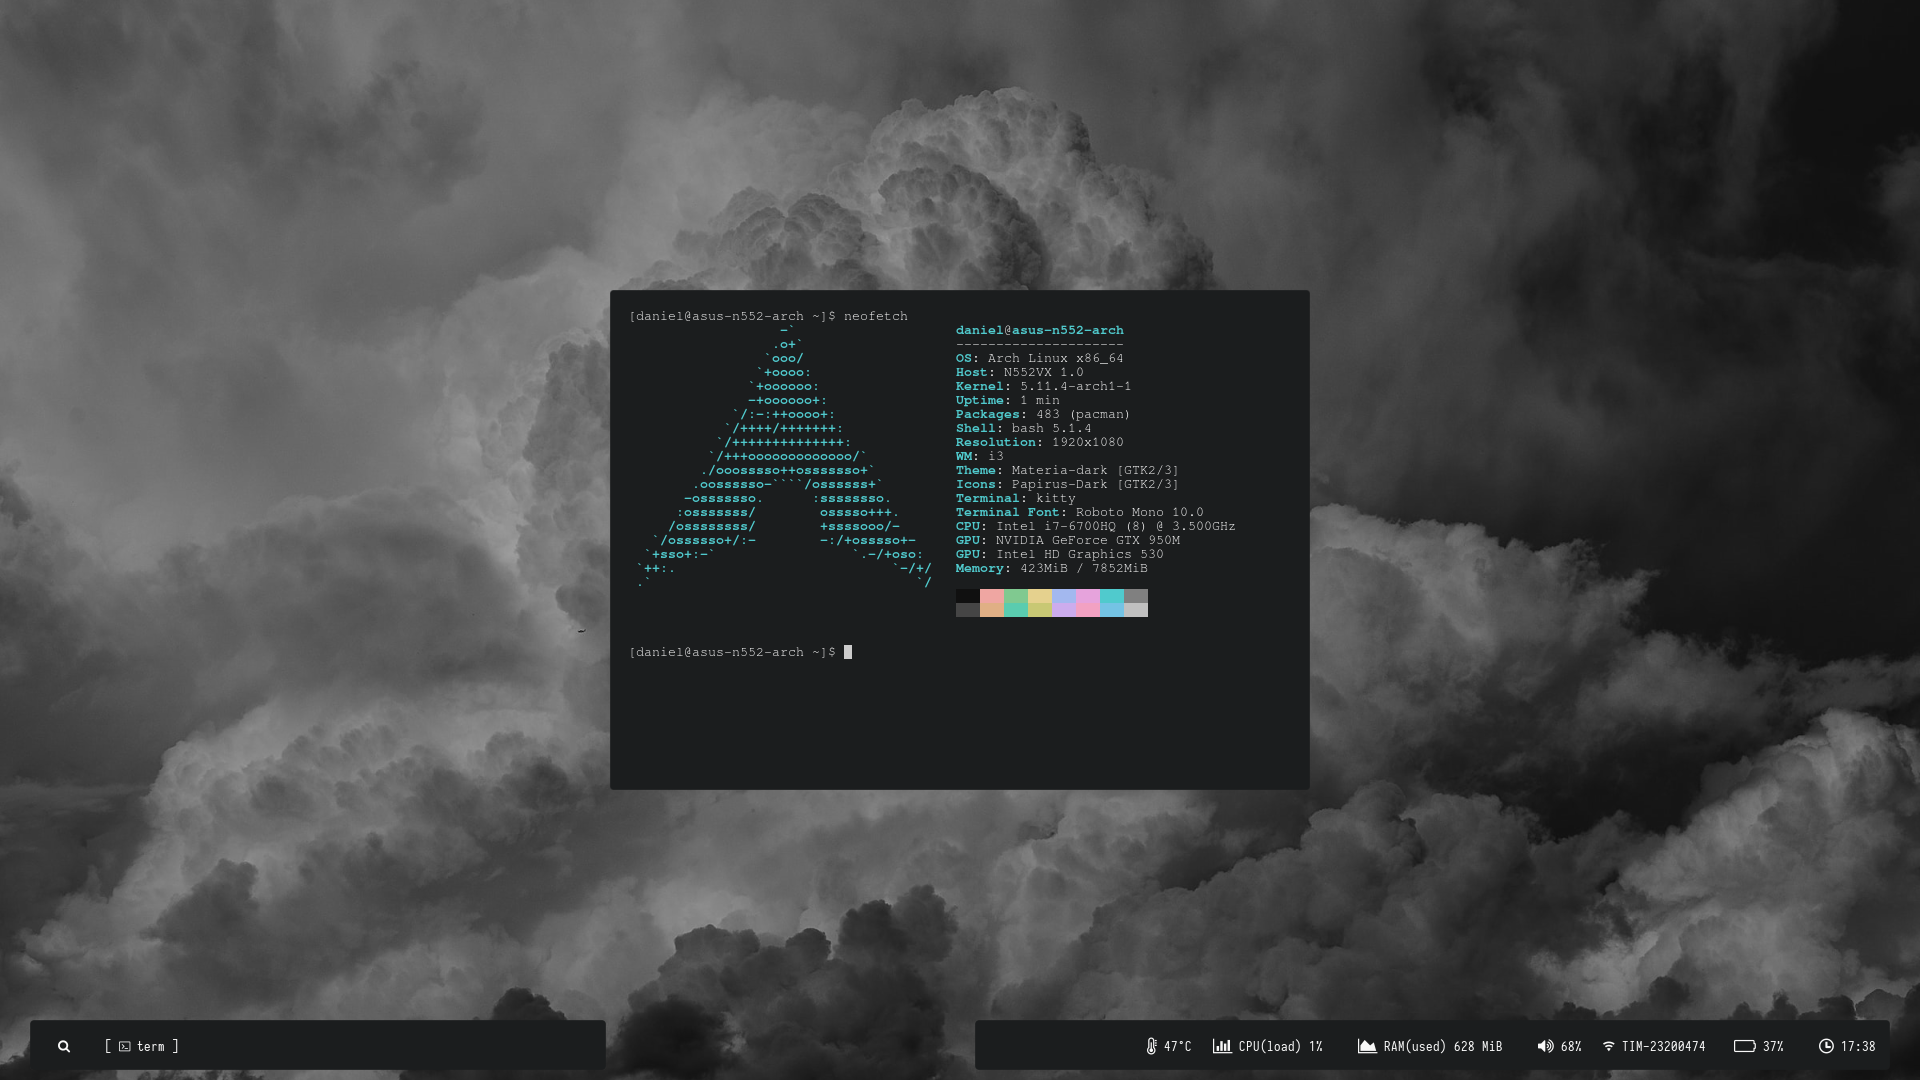 [daniel@asus-n552-arch ~]$ neofetch
                   -`                    daniel@asus-n552-arch
                  .o+`                   ---------------------
                 `ooo/                   OS: Arch Linux x86_64
                `+oooo:                  Host: N552VX 1.0
               `+oooooo:                 Kernel: 5.11.4-arch1-1
               -+oooooo+:                Uptime: 1 min
             `/:-:++oooo+:               Packages: 483 (pacman)
            `/++++/+++++++:              Shell: bash 5.1.4
           `/++++++++++++++:             Resolution: 1920x1080
          `/+++ooooooooooooo/`           WM: i3
         ./ooosssso++osssssso+`          Theme: Materia-dark [GTK2/3]
        .oossssso-````/ossssss+`         Icons: Papirus-Dark [GTK2/3]
       -osssssso.      :ssssssso.        Terminal: kitty
      :osssssss/        osssso+++.       Terminal Font: Roboto Mono 10.0
     /ossssssss/        +ssssooo/-       CPU: Intel i7-6700HQ (8) @ 3.500GHz
   `/ossssso+/:-        -:/+osssso+-     GPU: NVIDIA GeForce GTX 950M
  `+sso+:-`                 `.-/+oso:    GPU: Intel HD Graphics 530
 `++:.                           `-/+/   Memory: 423MiB / 7852MiB
 .`                                 `/
[daniel@asus-n552-arch ~]$
[ term ]
47°C CPU(load) 1% RAM(used) 628 MiB 68% TIM-23200474 37% 17:38